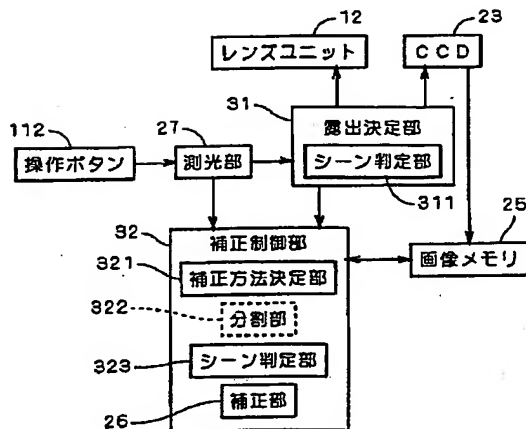 12
レンズユニット
23
CCD
31
露出決定部
シーン判定部
311
112
操作ボタン
27
測光部
25
画像メモリ
32
補正制御部
321
補正方法決定部
322
分割部
323
シーン判定部
26
補正部